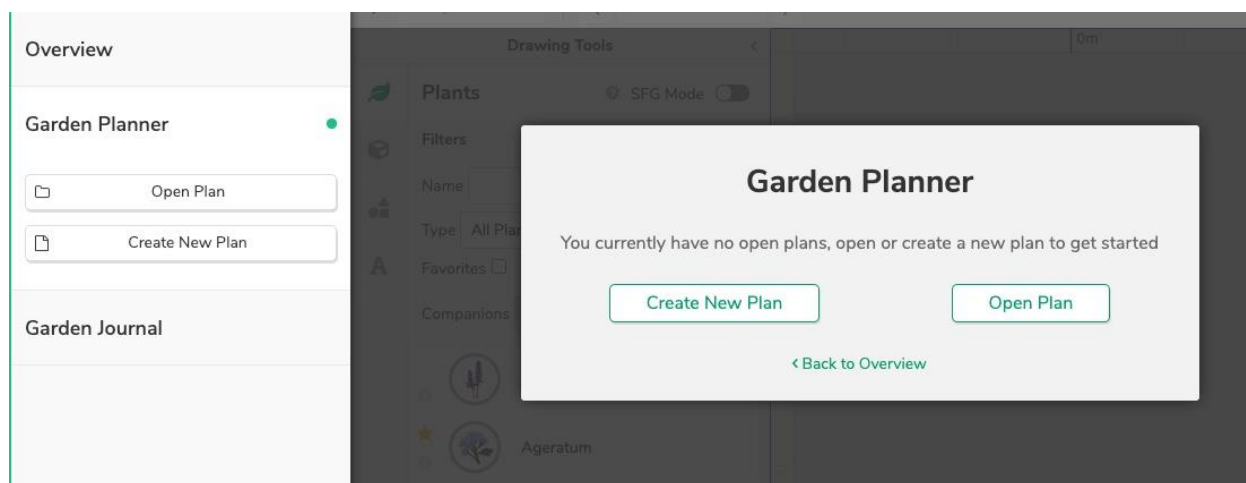 Overview
Garden Planner
Open Plan
Create New Plan
Garden Journal
Drawing Tools
Plants
SFG Mode
Filters
Name
Type
All Plan
Favorites
Companions
Ageratum
0m
A
Garden Planner
You currently have no open plans, open or create a new plan to get started
Create New Plan
Open Plan
< Back to Overview